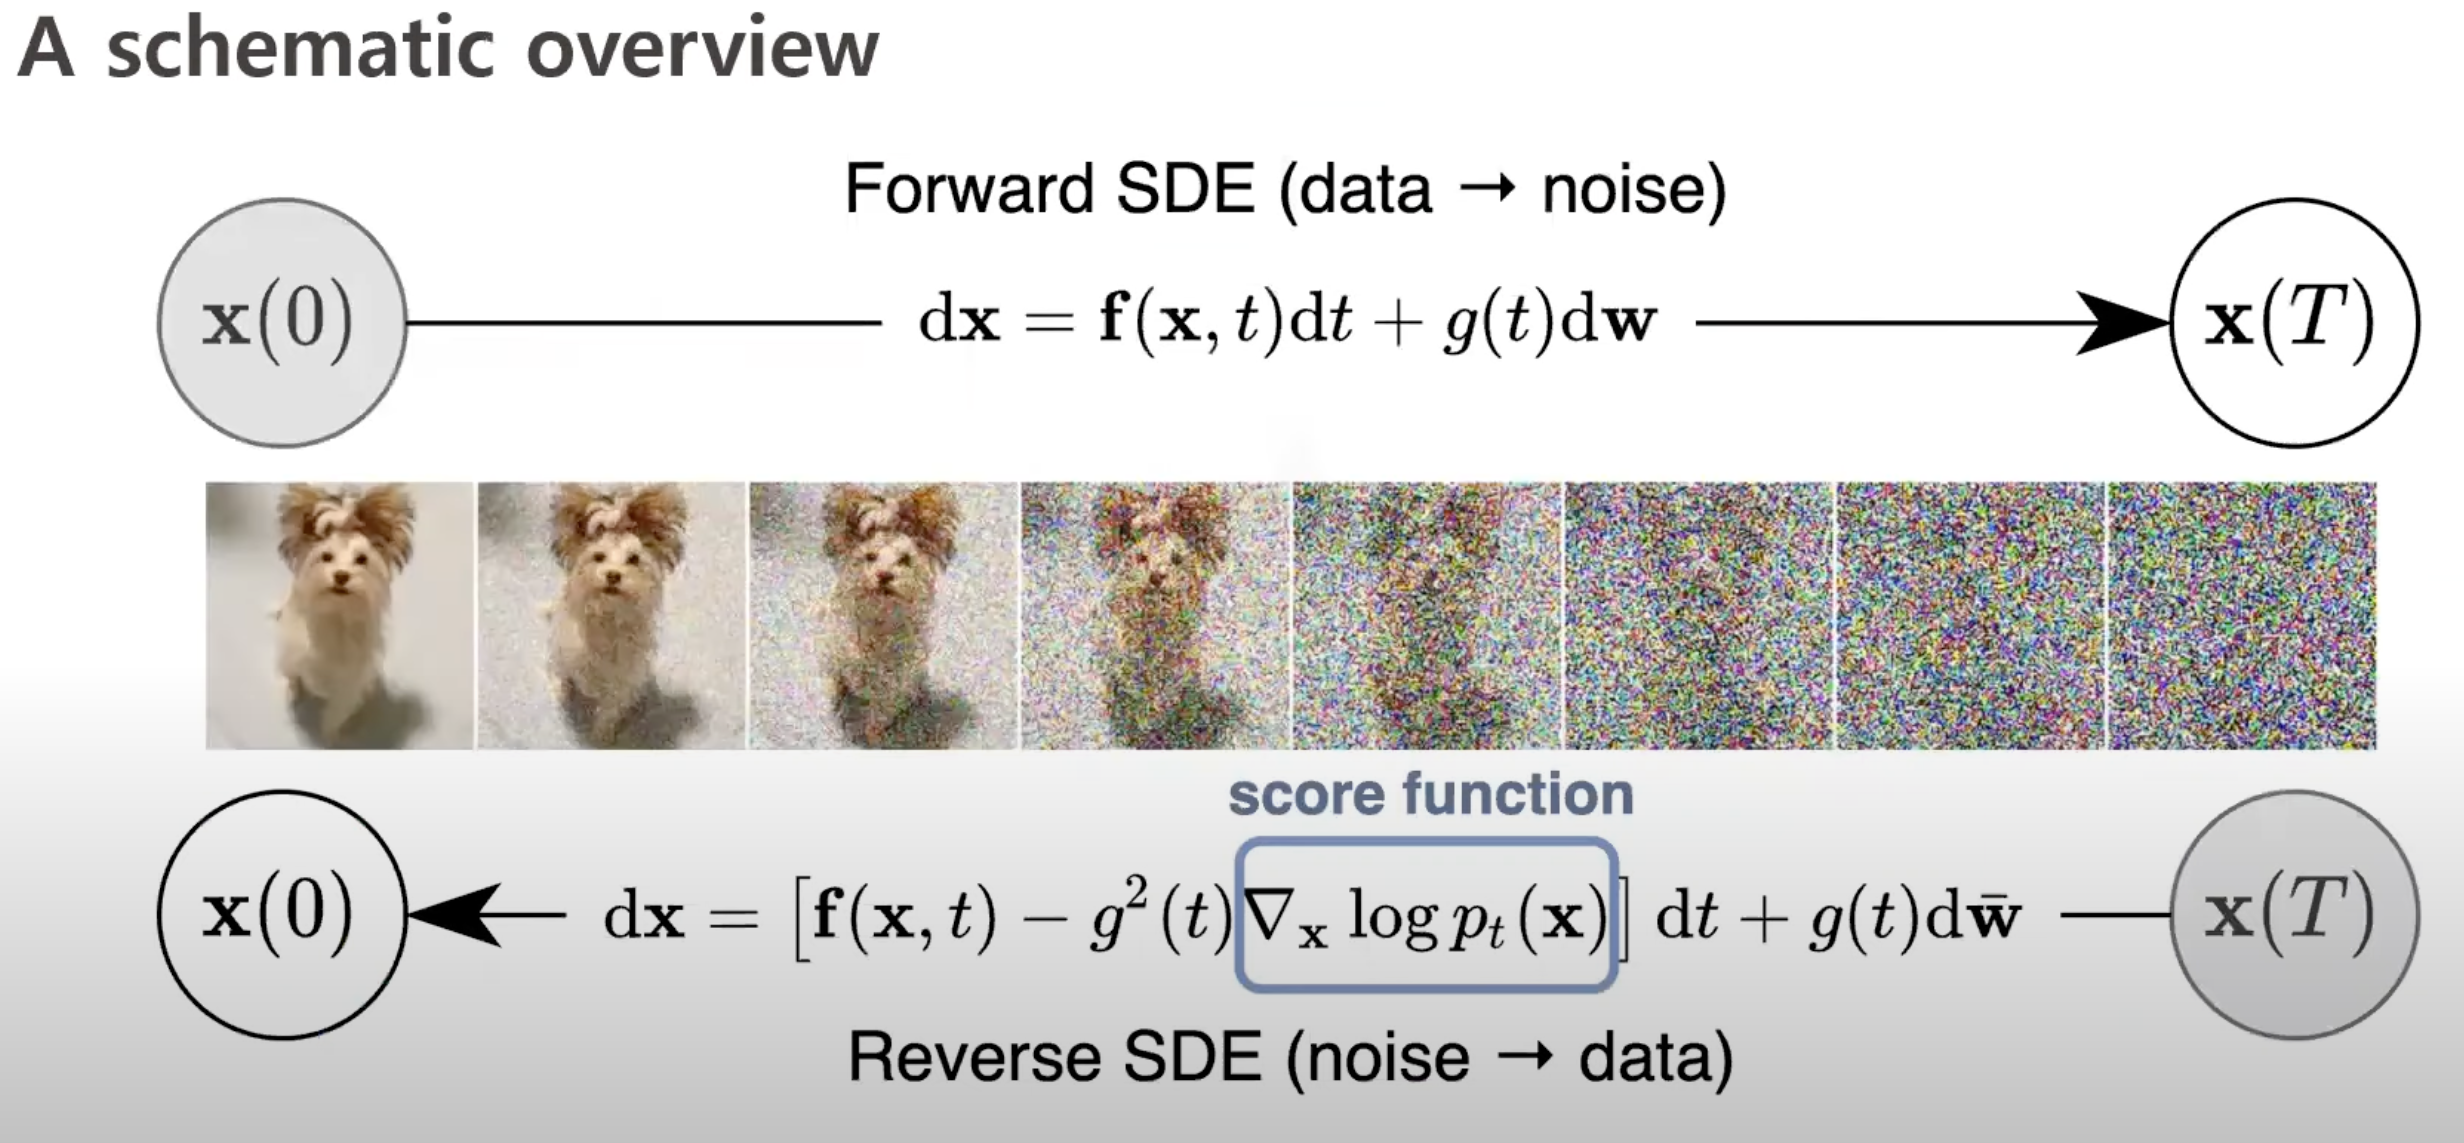 A schematic overview
Forward SDE (data → noise)
x(0) dx = f(x, t)dt + g(t)dw x(T)
score function
x(0) dx = [f(x, t) − g²(t)∇ₓ log pₜ(x)] dt + g(t)dw̄ x(T)
Reverse SDE (noise → data)